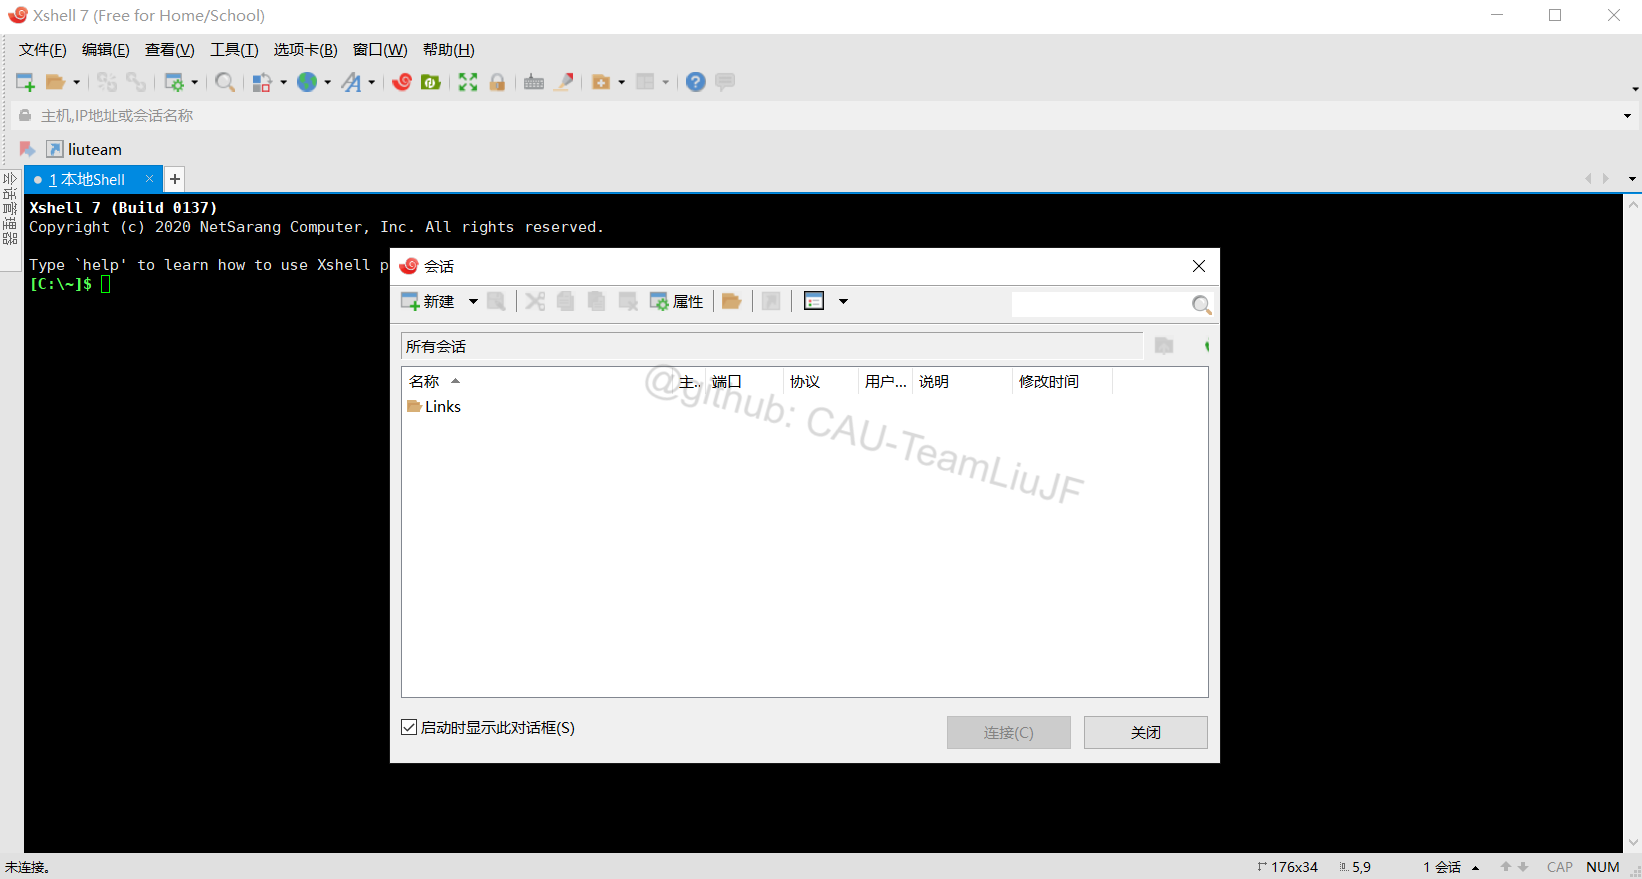 Xshell 7 (Free for Home/School)
文件(F) 编辑(E) 查看(V) 工具(T) 选项卡(B) 窗口(W) 帮助(H)
主机,IP地址或会话名称
liuteam
会话管理器
1 本地Shell
Xshell 7 (Build 0137)
Copyright (c) 2020 NetSarang Computer, Inc. All rights reserved.
Type `help' to learn how to use Xshell p
[C:\~]$
会话
新建 属性
所有会话
名称 主.. 端口 协议 用户... 说明 修改时间
Links
@github: CAU-TeamLiuJF
启动时显示此对话框(S)
连接(C) 关闭
未连接。 176x34 5,9 1 会话 CAP NUM